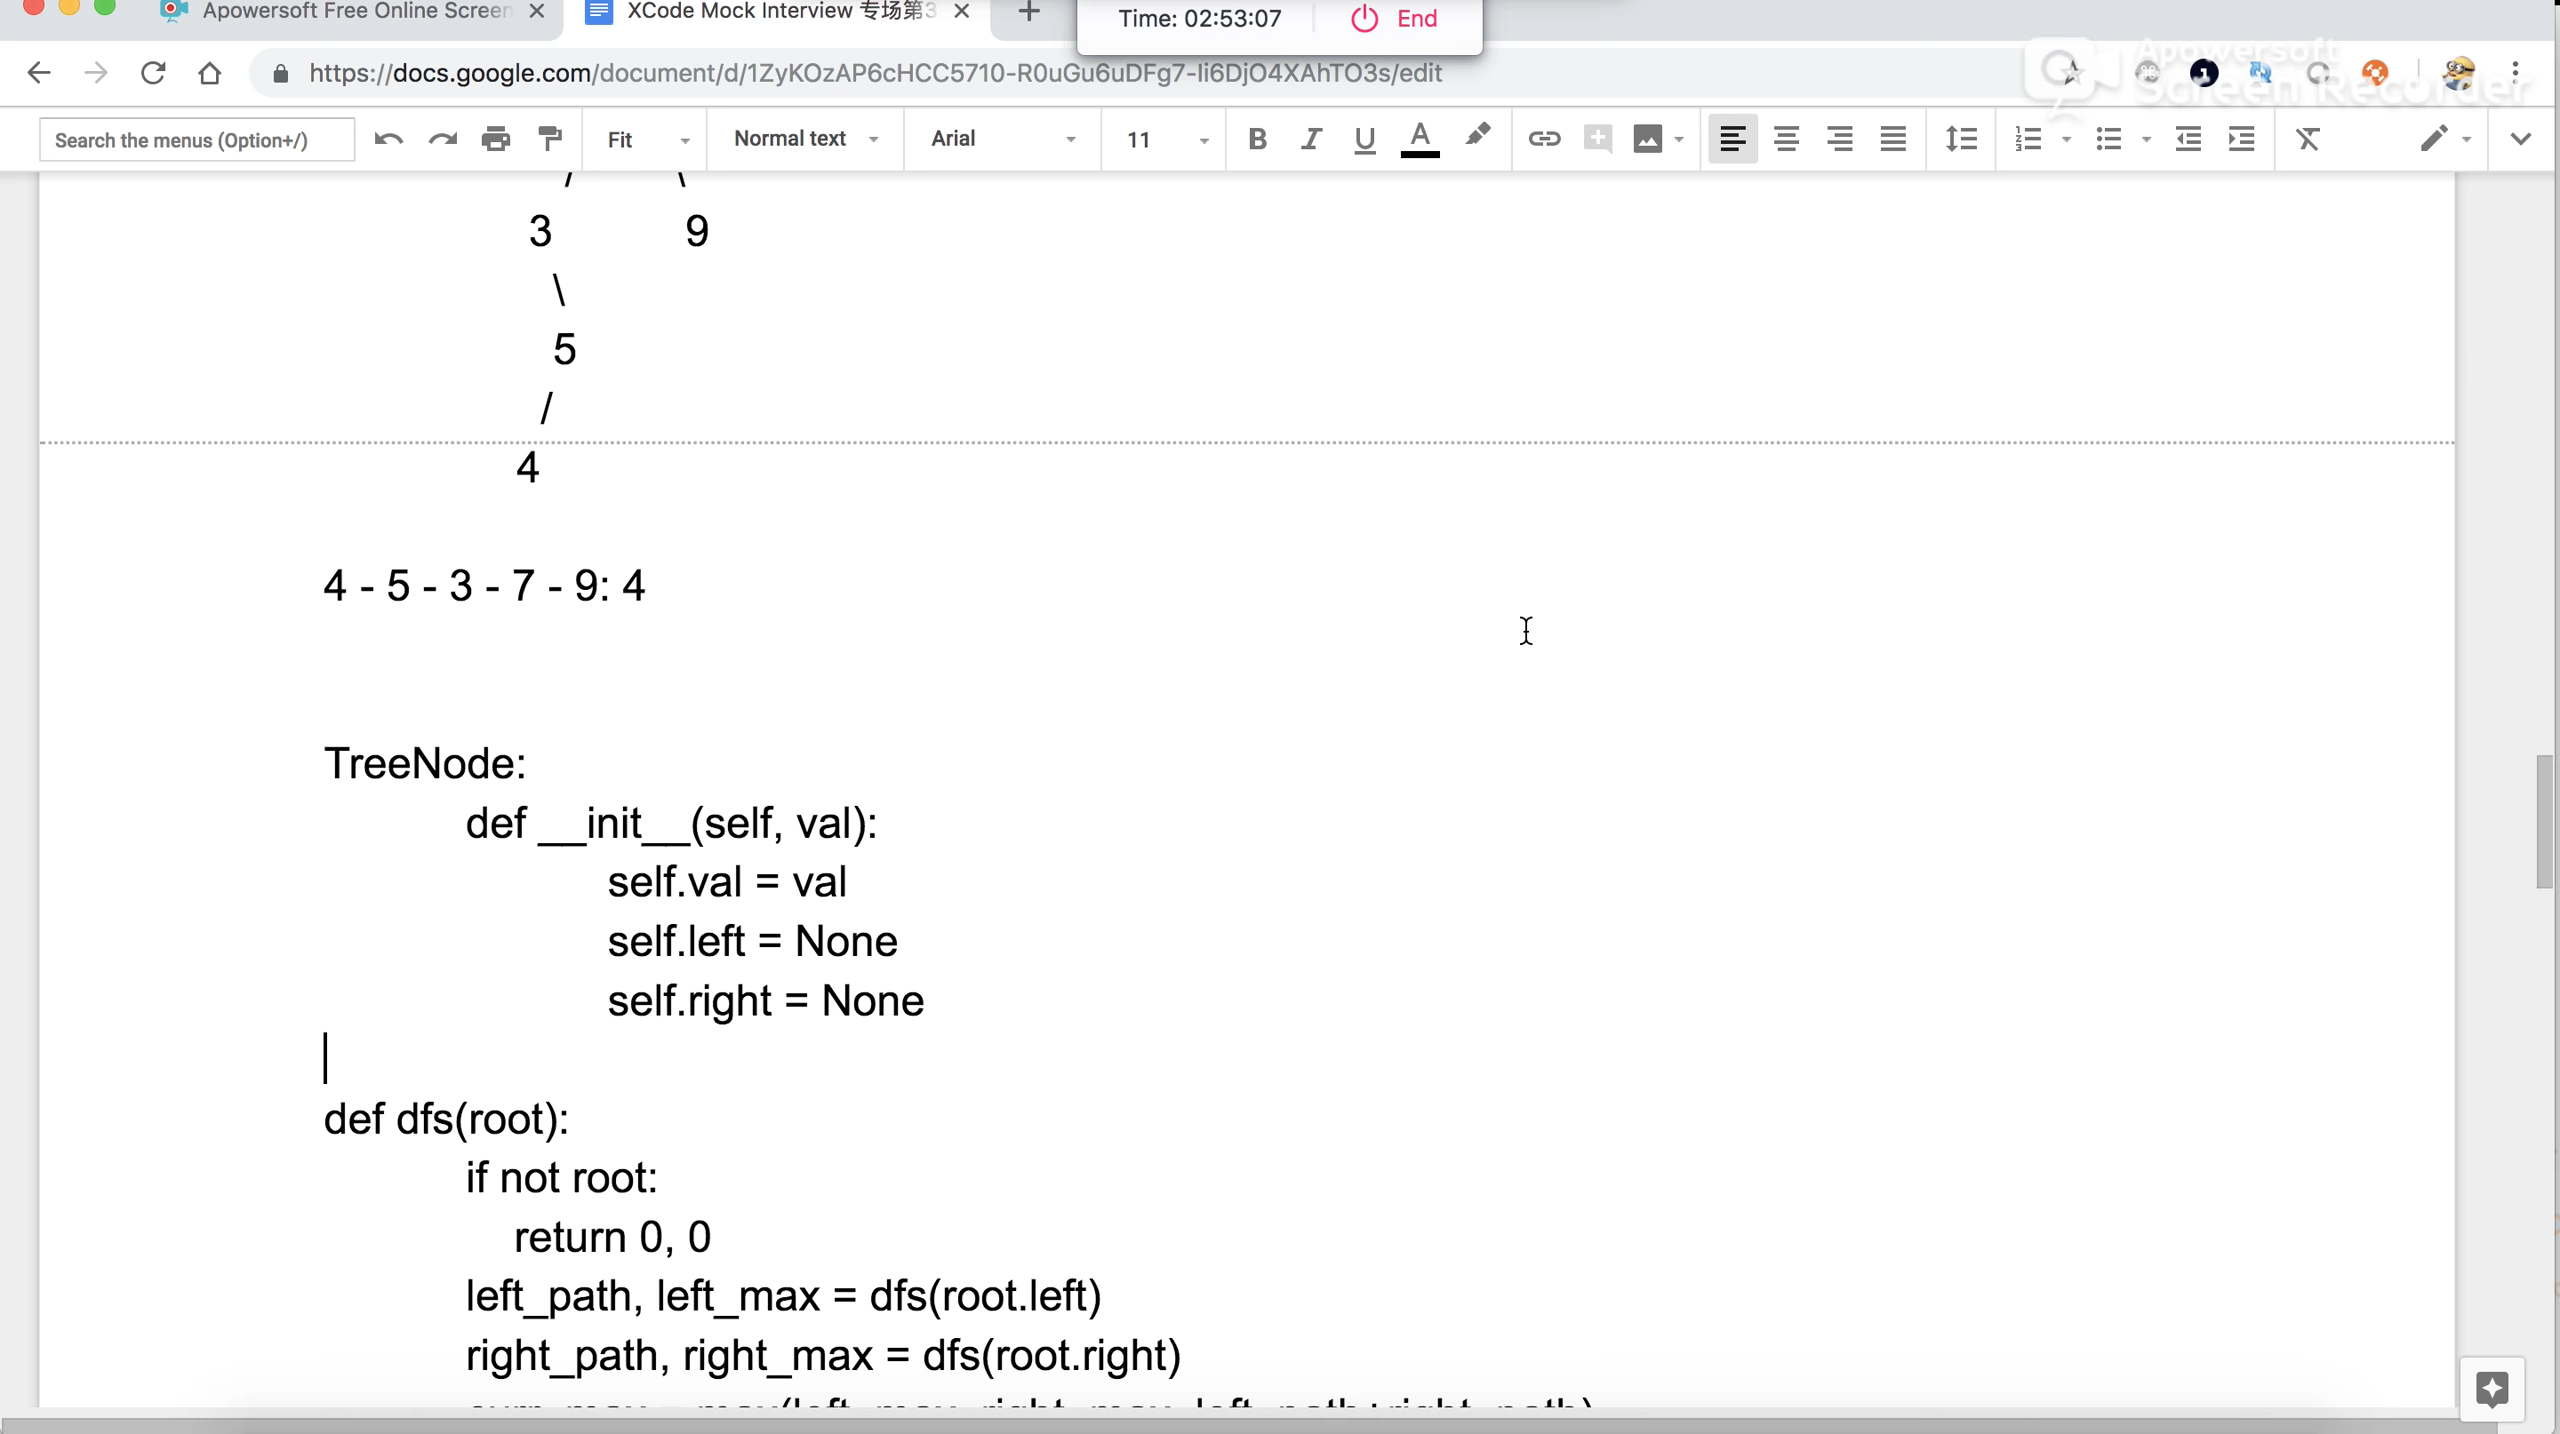 Apowersoft Free Online Screen
XCode Mock Interview 专场第3
Time: 02:53:07
End
https://docs.google.com/document/d/1ZyKOzAP6cHCC5710-R0uGu6uDFg7-li6DjO4XAhTO3s/edit
Apowersoft
Screen Recorder
Search the menus (Option+/)
Fit
Normal text
Arial
11
/ \
3 9
\
5
/
4
4 - 5 - 3 - 7 - 9: 4
TreeNode:
def __init__(self, val):
self.val = val
self.left = None
self.right = None
def dfs(root):
if not root:
return 0, 0
left_path, left_max = dfs(root.left)
right_path, right_max = dfs(root.right)